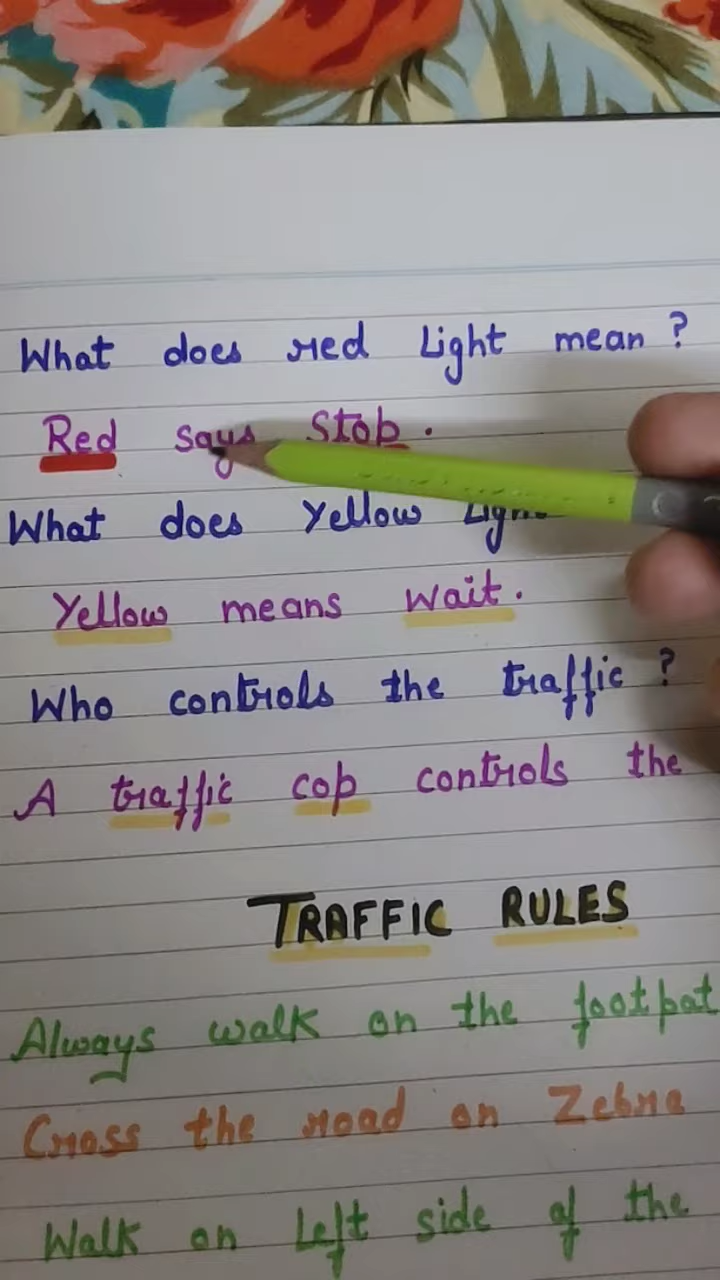 What does red Light mean ?
Red says Stop.
What does Yellow Light
Yellow means wait.
Who controls the traffic ?
A traffic cop controls the
TRAFFIC RULES
Always walk on the footpat
Cross the road on Zebra
Walk on Left side of the